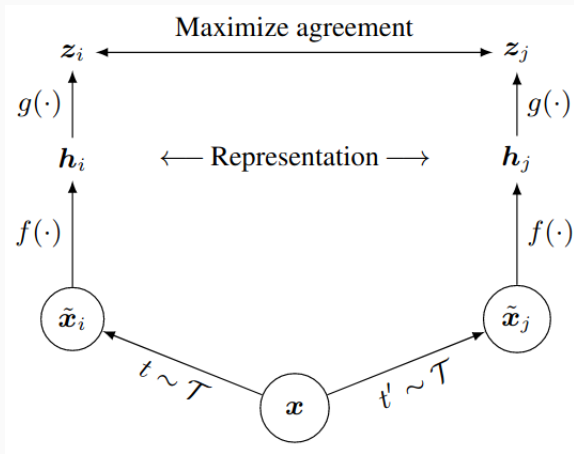 Maximize agreement
z_i z_j
g(·) g(·)
h_i ← Representation → h_j
f(·) f(·)
x̃_i x̃_j
t ∼ 𝒯 t′ ∼ 𝒯
x